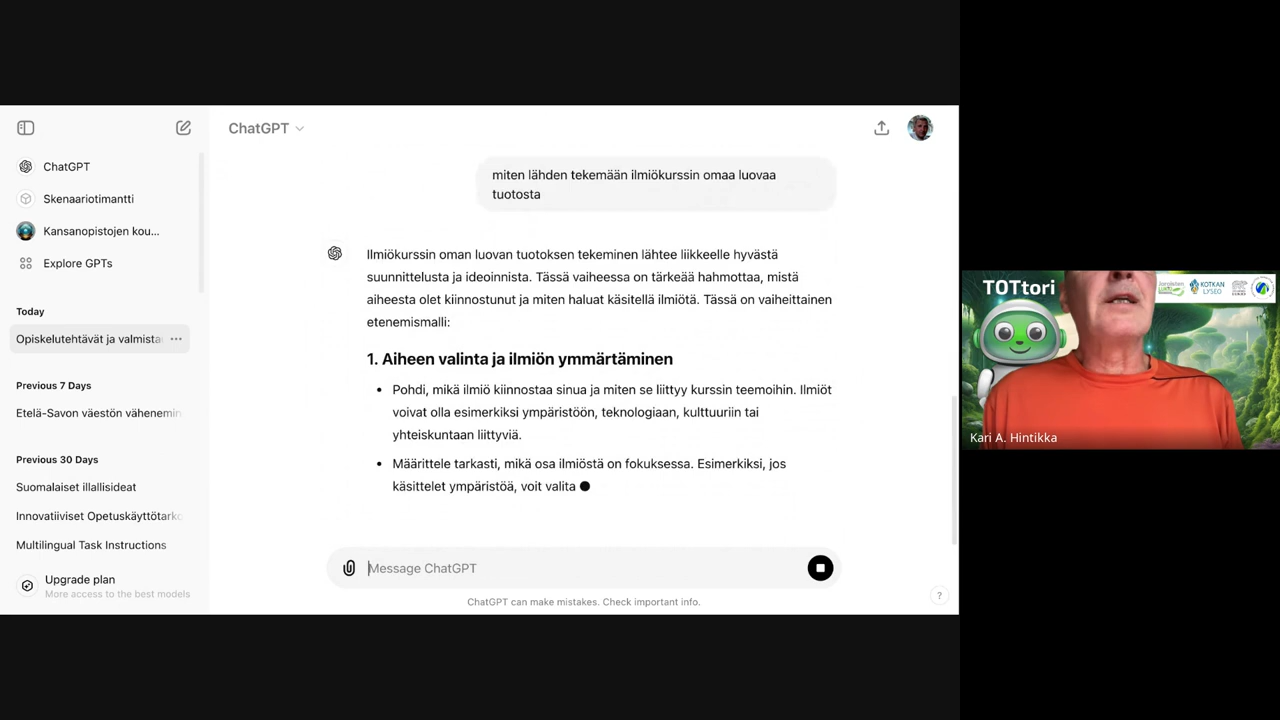 ChatGPT
Skenaariotimantti
Kansanopistojen kou...
Explore GPTs
Today
Opiskelutehtävät ja valmista
Previous 7 Days
Etelä-Savon väestön vähenemin
Previous 30 Days
Suomalaiset illallisideat
Innovatiiviset Opetuskäyttötarko
Multilingual Task Instructions
Upgrade plan
More access to the best models
ChatGPT
miten lähden tekemään ilmiökurssin omaa luovaa
tuotosta
Ilmiökurssin oman luovan tuotoksen tekeminen lähtee liikkeelle hyvästä
suunnittelusta ja ideoinnista. Tässä vaiheessa on tärkeää hahmottaa, mistä
aiheesta olet kiinnostunut ja miten haluat käsitellä ilmiötä. Tässä on vaiheittainen
etenemismalli:
1. Aiheen valinta ja ilmiön ymmärtäminen
• Pohdi, mikä ilmiö kiinnostaa sinua ja miten se liittyy kurssin teemoihin. Ilmiöt
voivat olla esimerkiksi ympäristöön, teknologiaan, kulttuuriin tai
yhteiskuntaan liittyviä.
• Määrittele tarkasti, mikä osa ilmiöstä on fokuksessa. Esimerkiksi, jos
käsittelet ympäristöä, voit valita
Message ChatGPT
ChatGPT can make mistakes. Check important info.
?
TOTtori
KOTKAN
LYSEO
Kari A. Hintikka